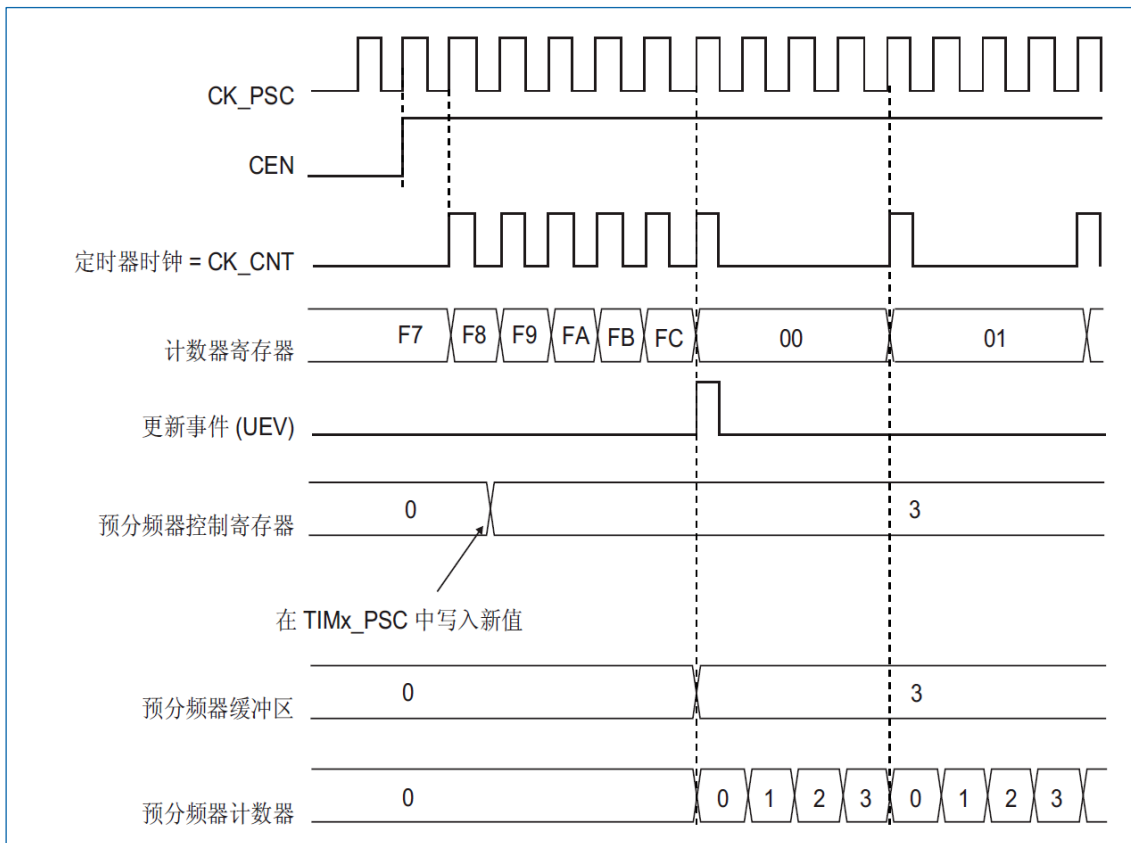 CK_PSC
CEN
定时器时钟 = CK_CNT
计数器寄存器 F7 F8 F9 FA FB FC 00 01
更新事件 (UEV)
预分频器控制寄存器 0 3
在 TIMx_PSC 中写入新值
预分频器缓冲区 0 3
预分频器计数器 0 0 1 2 3 0 1 2 3